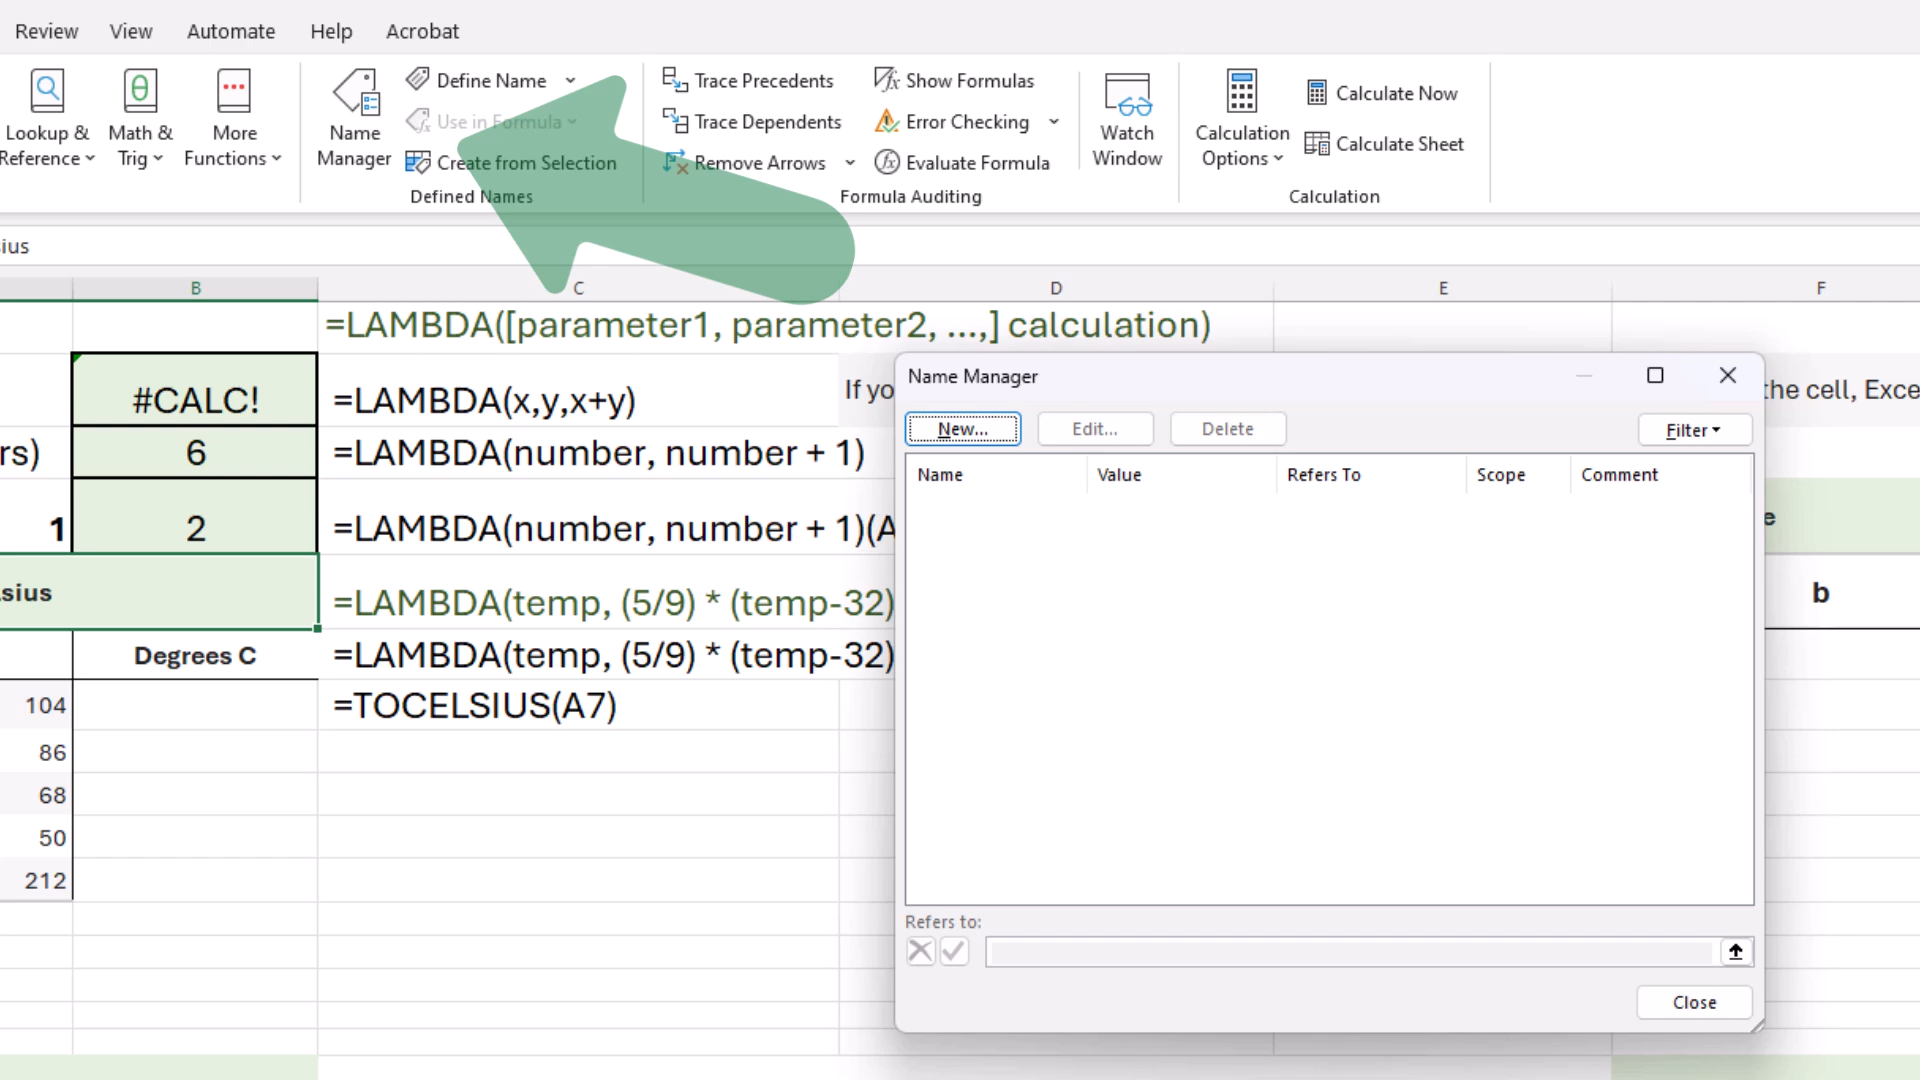 Review View Automate Help Acrobat
Lookup & Reference
Math & Trig
More Functions
Name Manager
Define Name
Use in Formula
Create from Selection
Defined Names
Trace Precedents
Trace Dependents
Remove Arrows
Show Formulas
Error Checking
Evaluate Formula
Formula Auditing
Watch Window
Calculation Options
Calculate Now
Calculate Sheet
Calculation
ius
B C D E F
=LAMBDA([parameter1, parameter2, ...,] calculation)
#CALC! =LAMBDA(x,y,x+y) If yo the cell, Exce
rs) 6 =LAMBDA(number, number + 1)
1 2 =LAMBDA(number, number + 1)(A e
sius =LAMBDA(temp, (5/9) * (temp-32) b
Degrees C =LAMBDA(temp, (5/9) * (temp-32)
104 =TOCELSIUS(A7)
86
68
50
212
Name Manager
New... Edit... Delete Filter
Name Value Refers To Scope Comment
Refers to:
Close